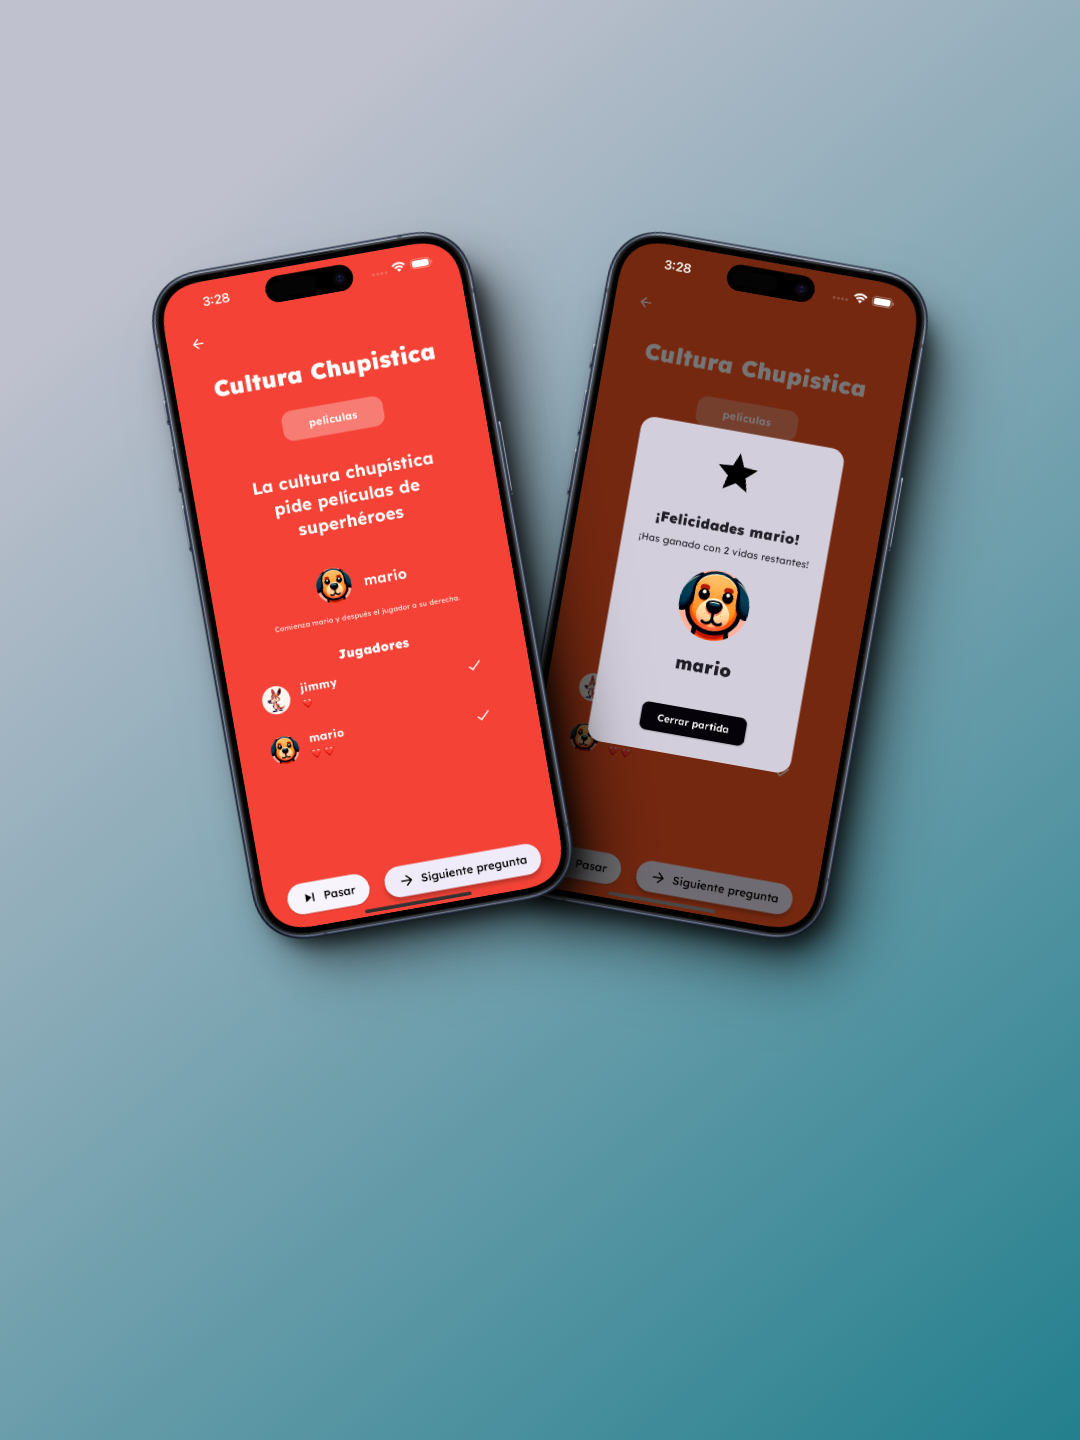 3:28
Cultura Chupistica
películas
La cultura chupística
pide películas de
superhéroes
mario
Comienza mario y después el jugador a su derecha.
Jugadores
jimmy
mario
Pasar
Siguiente pregunta
3:28
Cultura Chupistica
películas
¡Felicidades mario!
¡Has ganado con 2 vidas restantes!
mario
Cerrar partida
Pasar
Siguiente pregunta